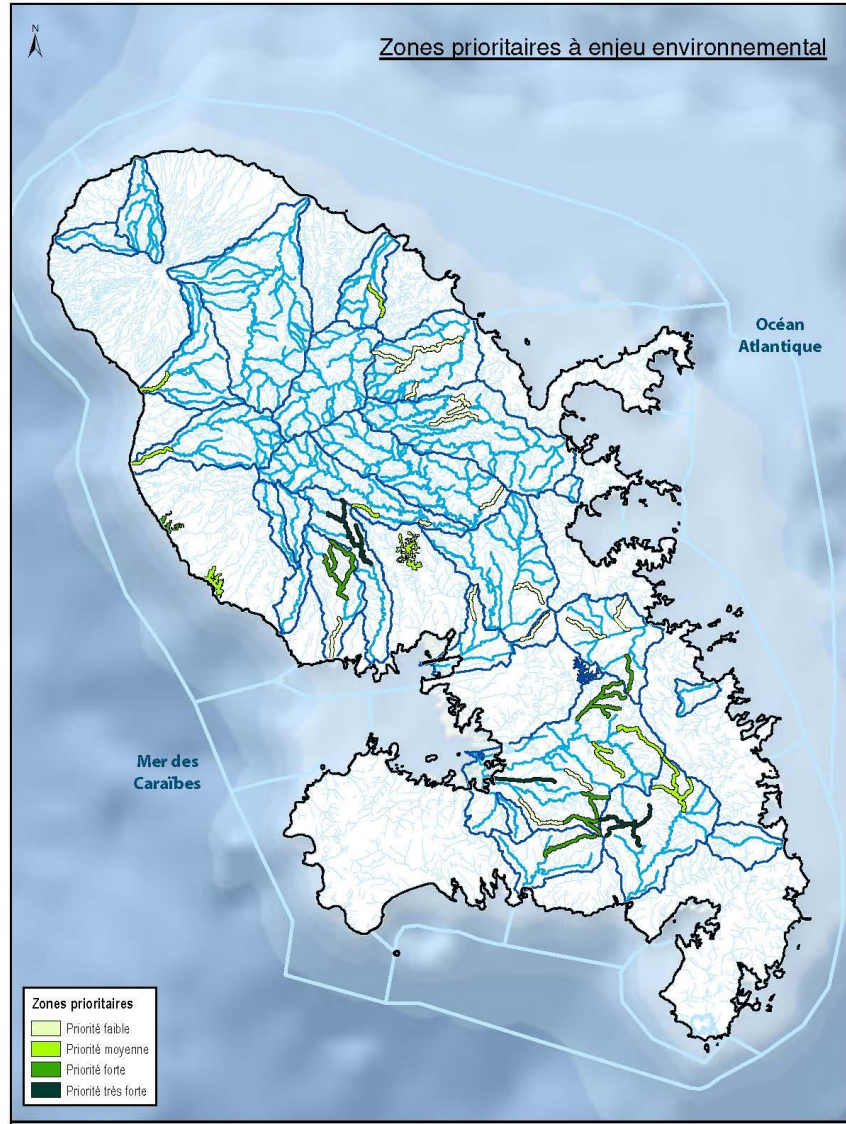 N
Zones prioritaires à enjeu environnemental
Océan
Atlantique
Mer des
Caraïbes
Zones prioritaires
Priorité faible
Priorité moyenne
Priorité forte
Priorité très forte